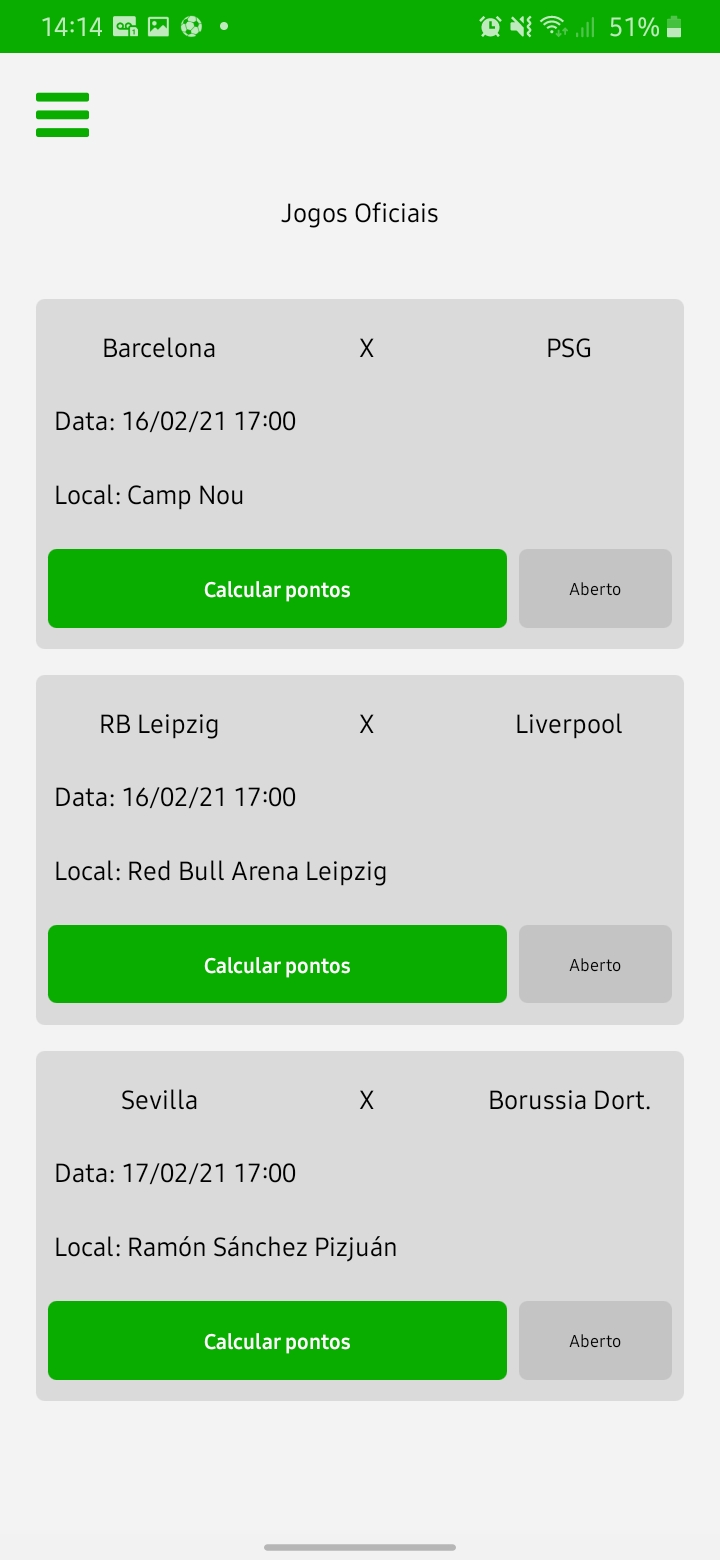 14:14 51%
Jogos Oficiais
Barcelona X PSG
Data: 16/02/21 17:00
Local: Camp Nou
Calcular pontos Aberto
RB Leipzig X Liverpool
Data: 16/02/21 17:00
Local: Red Bull Arena Leipzig
Calcular pontos Aberto
Sevilla X Borussia Dort.
Data: 17/02/21 17:00
Local: Ramón Sánchez Pizjuán
Calcular pontos Aberto